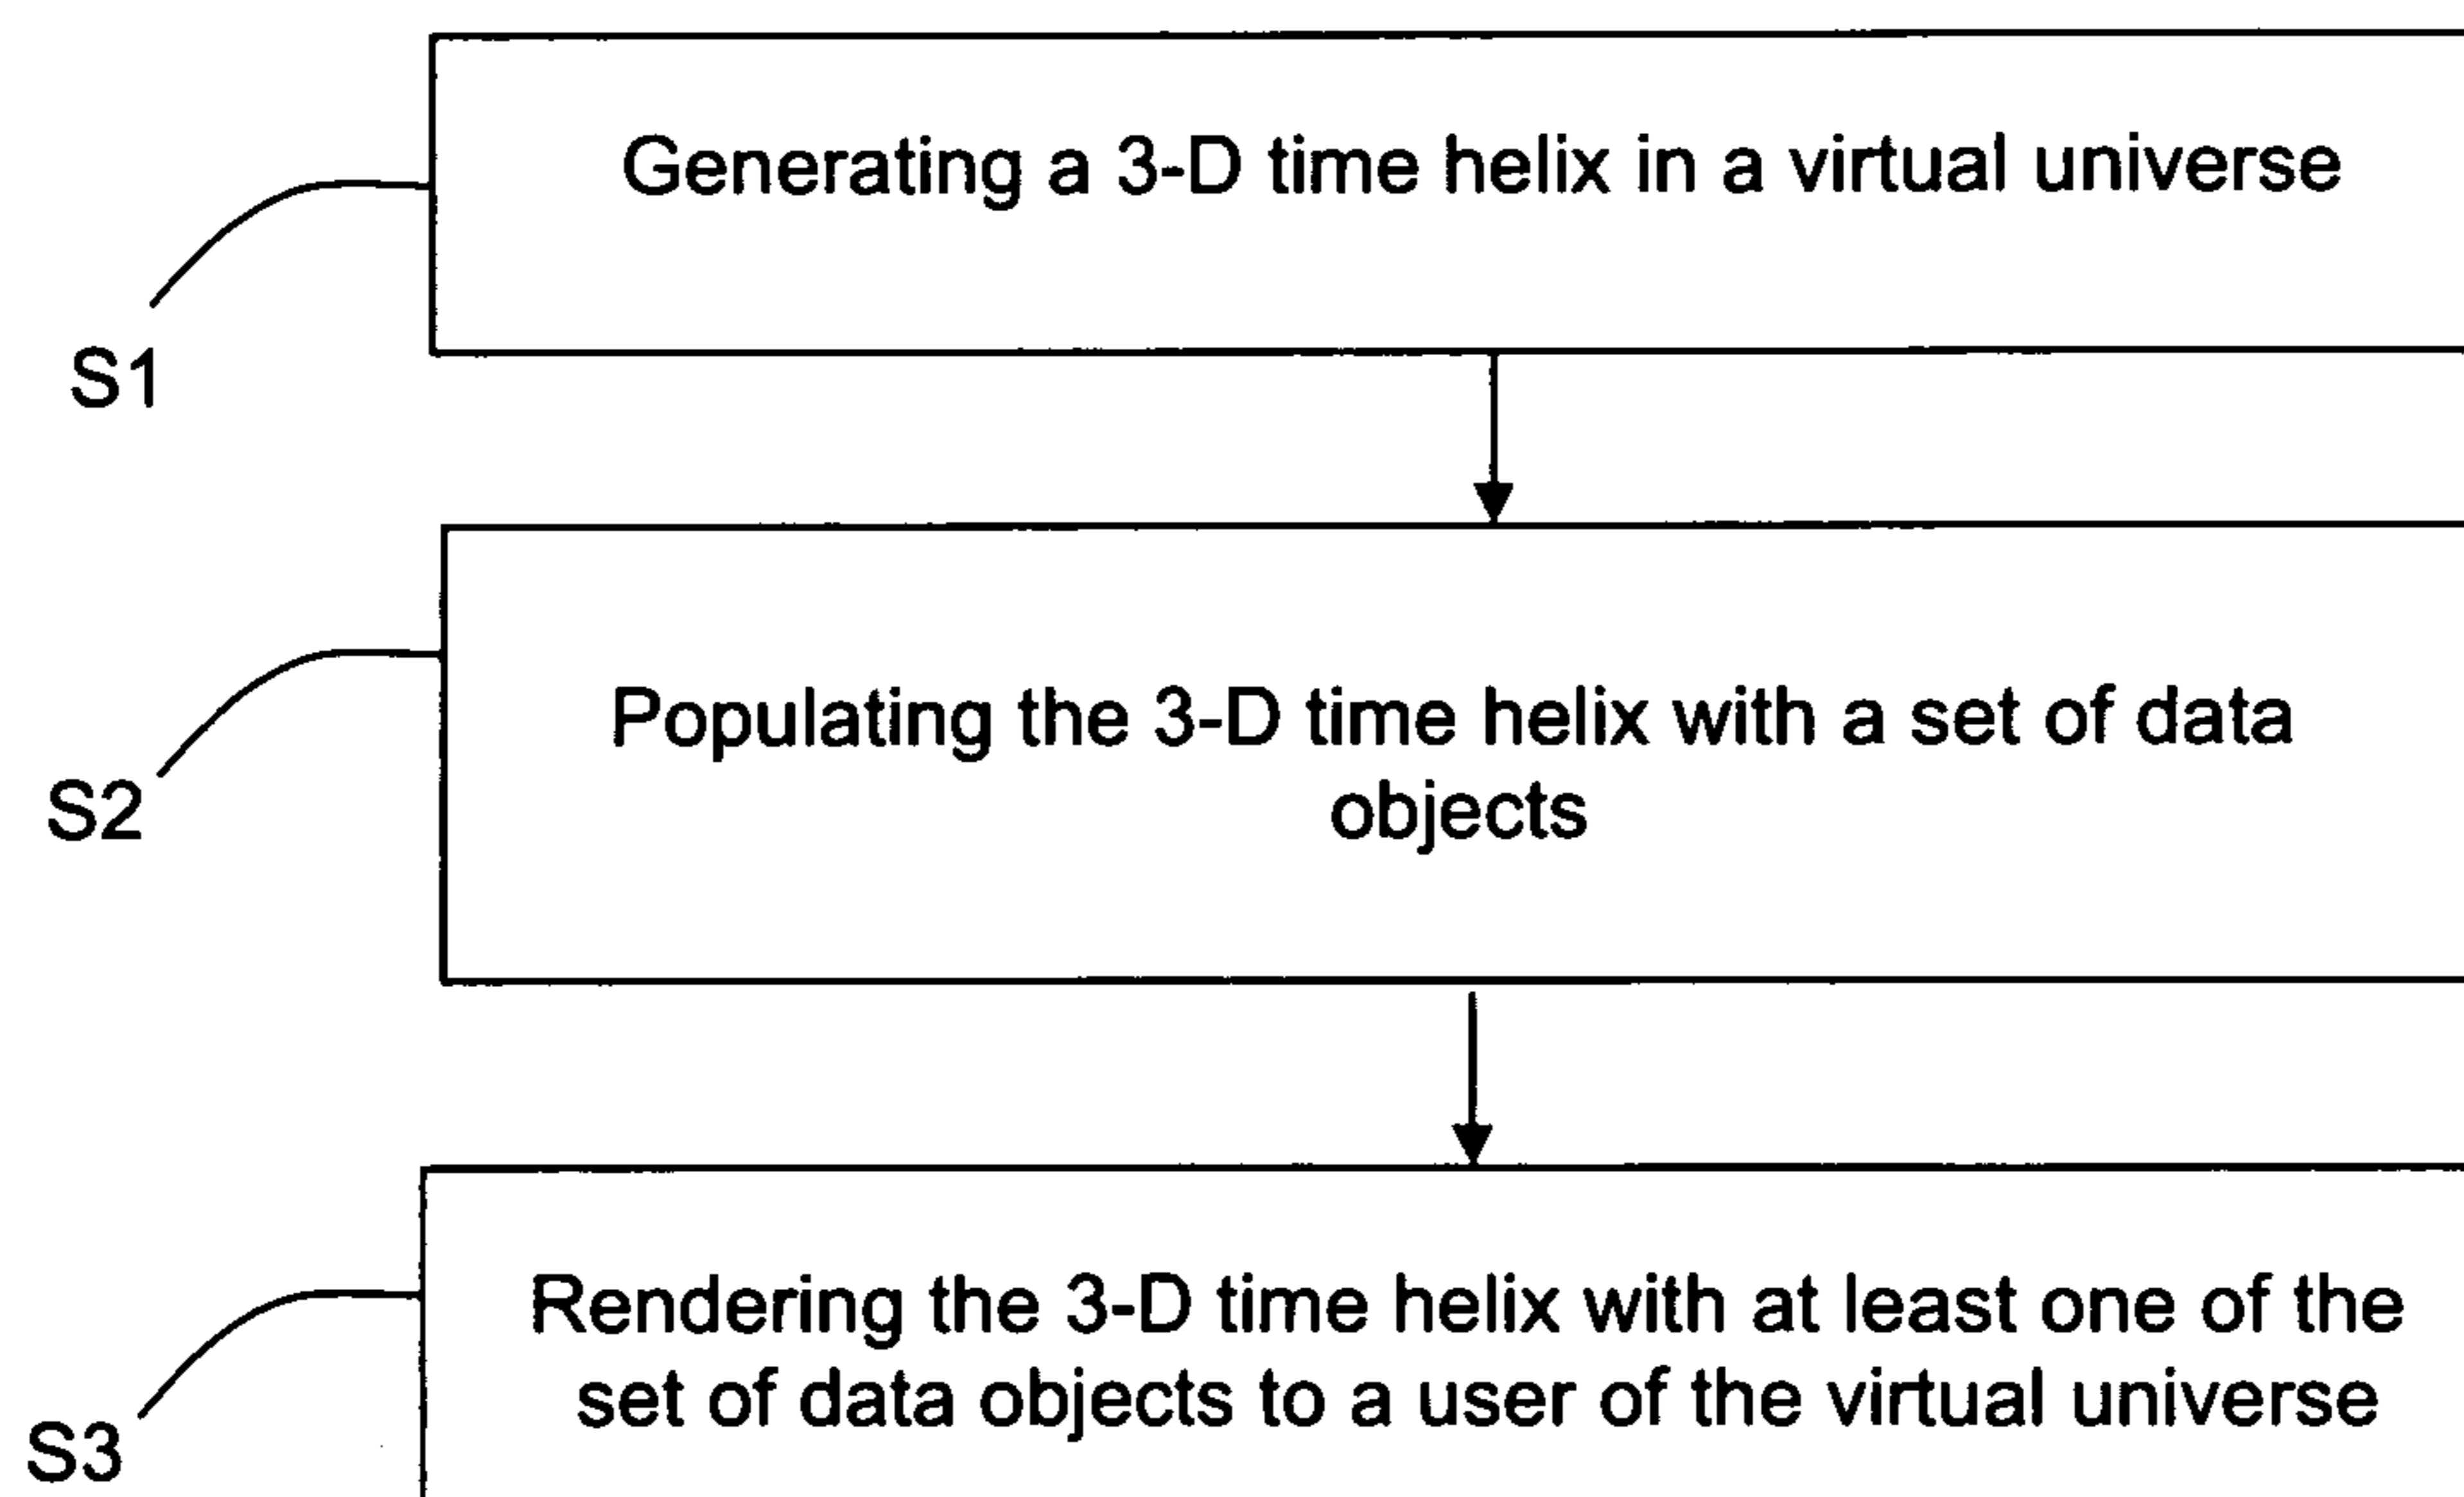 Generating a 3-D time helix in a virtual universe
S1
Populating the 3-D time helix with a set of data
objects
S2
Rendering the 3-D time helix with at least one of the
set of data objects to a user of the virtual universe
S3